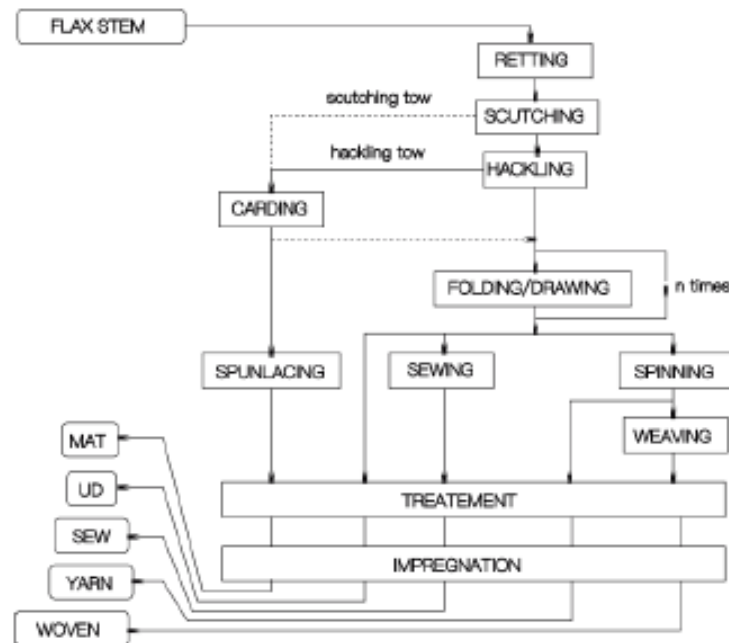 FLAX STEM
RETTING
scutching tow
SCUTCHING
hackling tow
HACKLING
CARDING
FOLDING/DRAWING
n times
SPUNLACING
SEWING
SPINNING
MAT
WEAVING
UD
TREATEMENT
SEW
IMPREGNATION
YARN
WOVEN